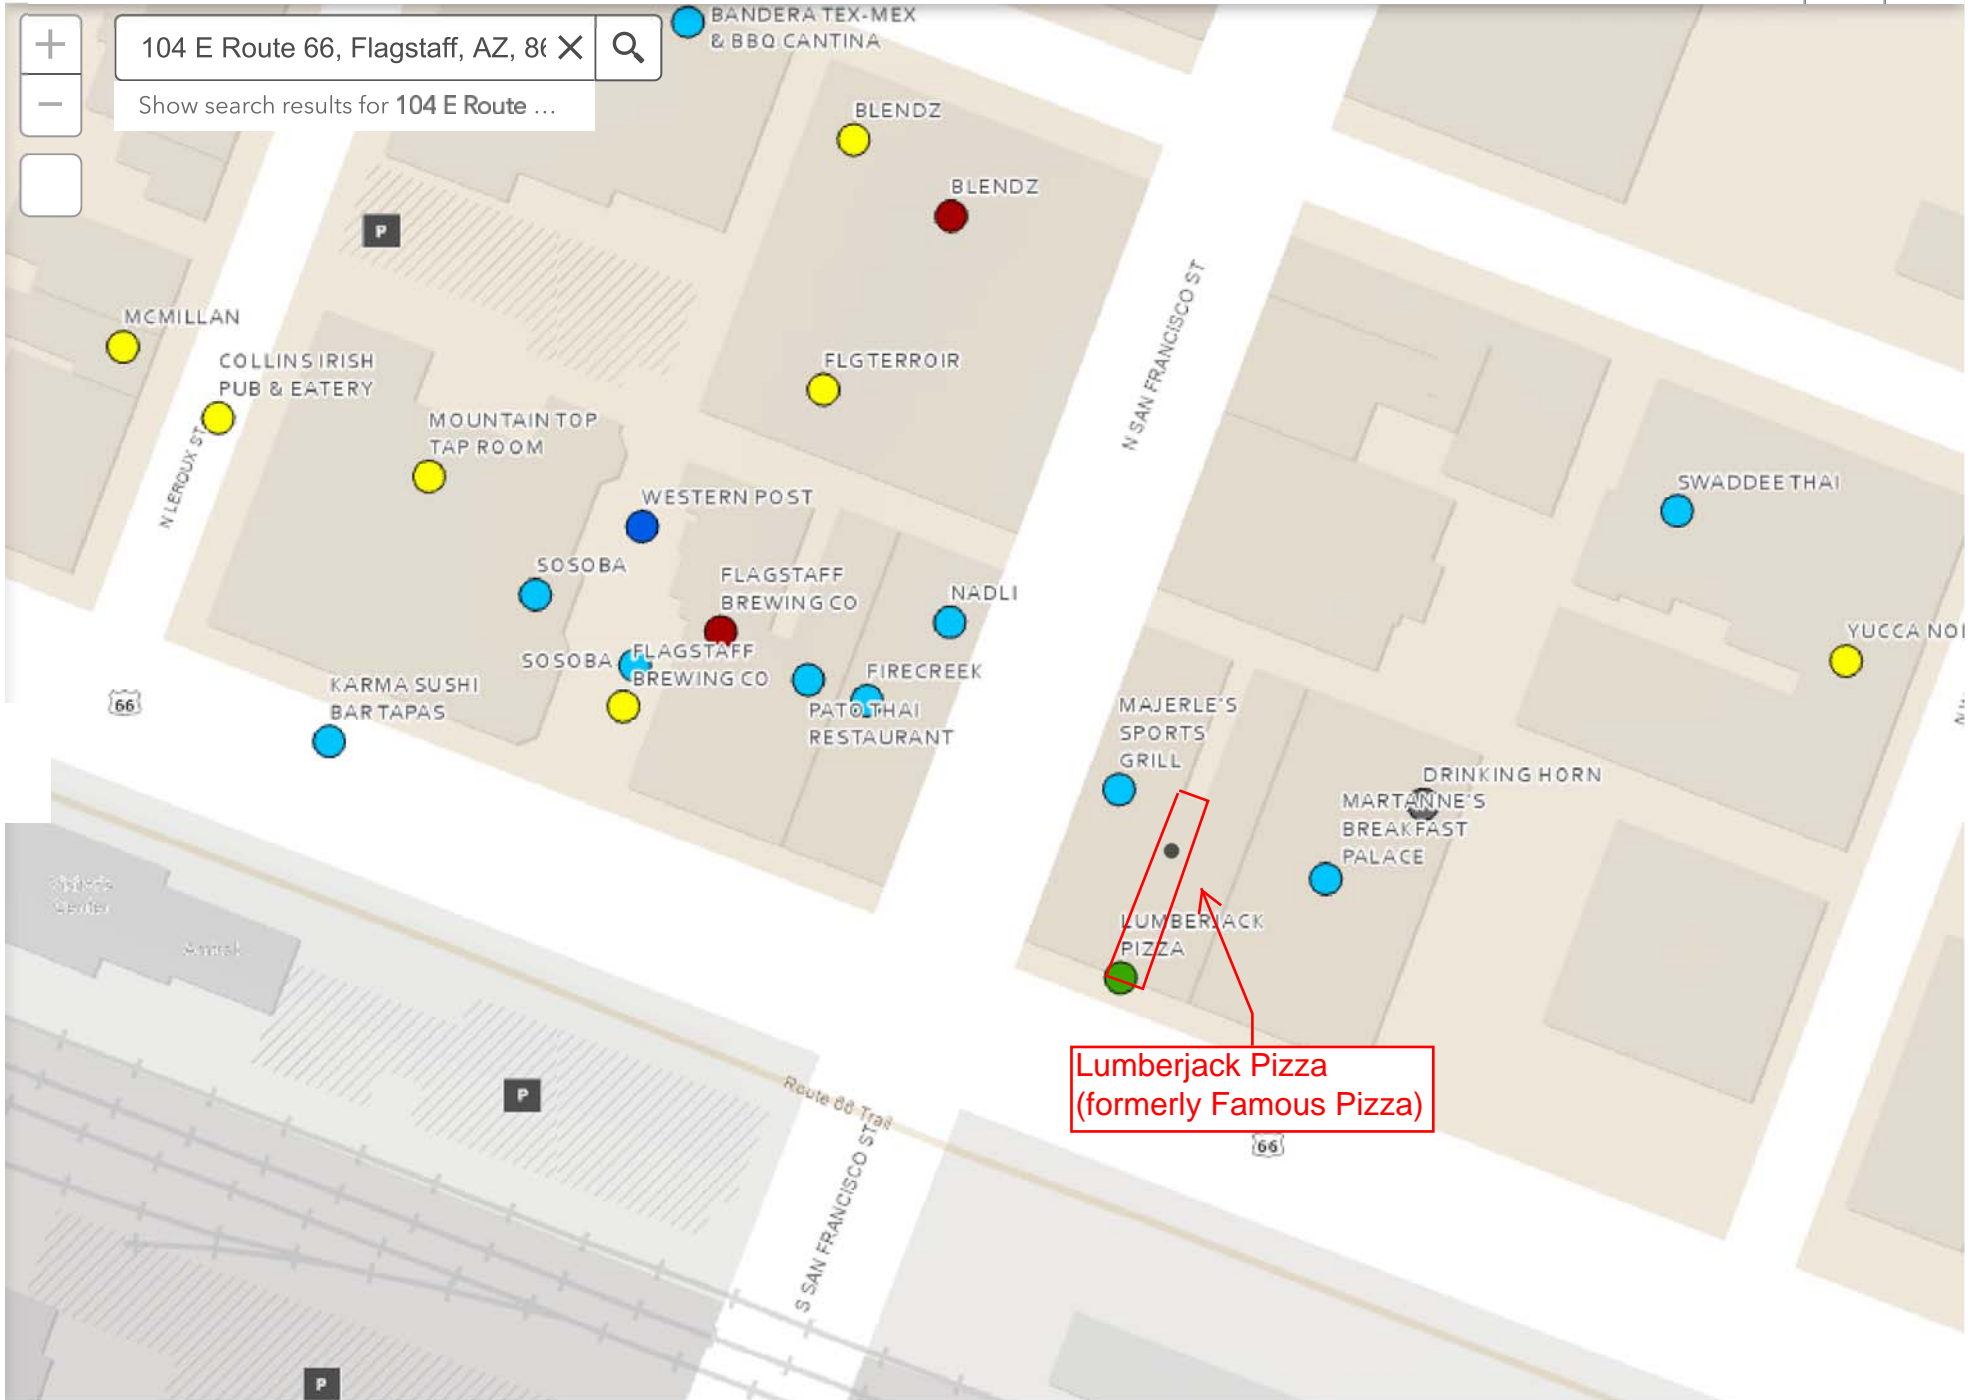 BANDERA TEX-MEX
& BBQ CANTINA
104 E Route 66, Flagstaff, AZ, 86
Show search results for 104 E Route ...
BLENDZ
BLENDZ
P
N SAN FRANCISCO ST
MCMILLAN
COLLINS IRISH
PUB & EATERY
FLGTERROIR
MOUNTAIN TOP
TAP ROOM
N LEROUX ST
WESTERN POST
SWADDEE THAI
SOSOBA
FLAGSTAFF
BREWING CO
NADLI
YUCCA NO
SOSOBA
FLAGSTAFF
BREWING CO
FIRECREEK
KARMA SUSHI
BAR TAPAS
66
PATO THAI
RESTAURANT
MAJERLE'S
SPORTS
GRILL
DRINKING HORN
MARTANNE'S
BREAKFAST
PALACE
Visitor's
Center
Amtrak
LUMBERJACK
PIZZA
Lumberjack Pizza
(formerly Famous Pizza)
P
Route 66 Trail
66
S SAN FRANCISCO ST
P